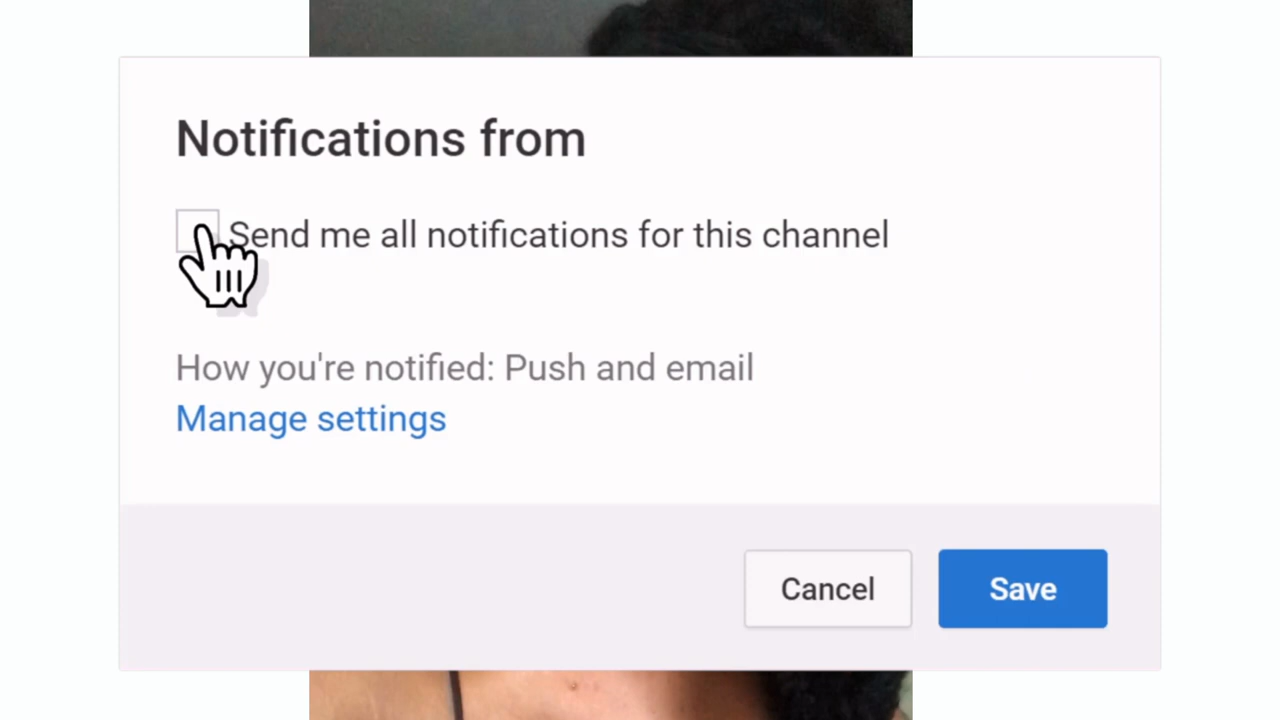 Notifications from
Send me all notifications for this channel
How you're notified: Push and email
Manage settings
Cancel
Save